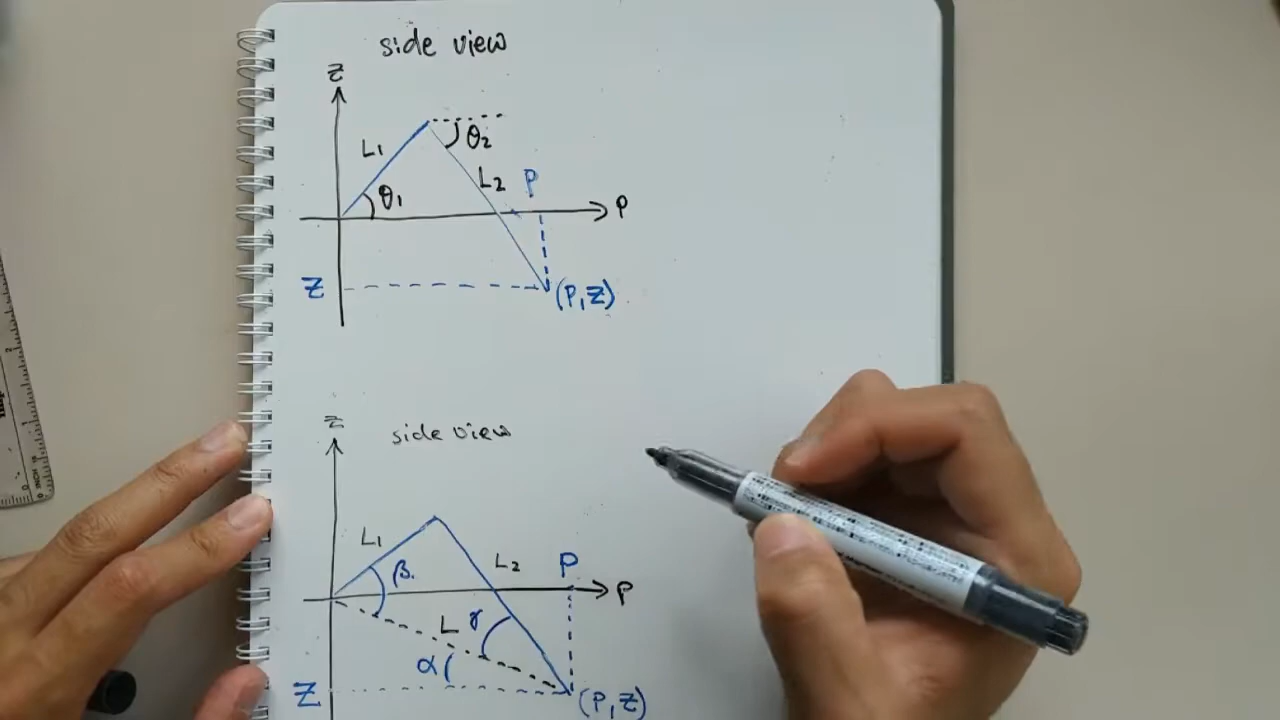 side view
Z
L1
θ2
θ1
L2
P
P
Z
(P,Z)
Z
side view
L1
L2
P
β
P
L
γ
α
Z
(P,Z)